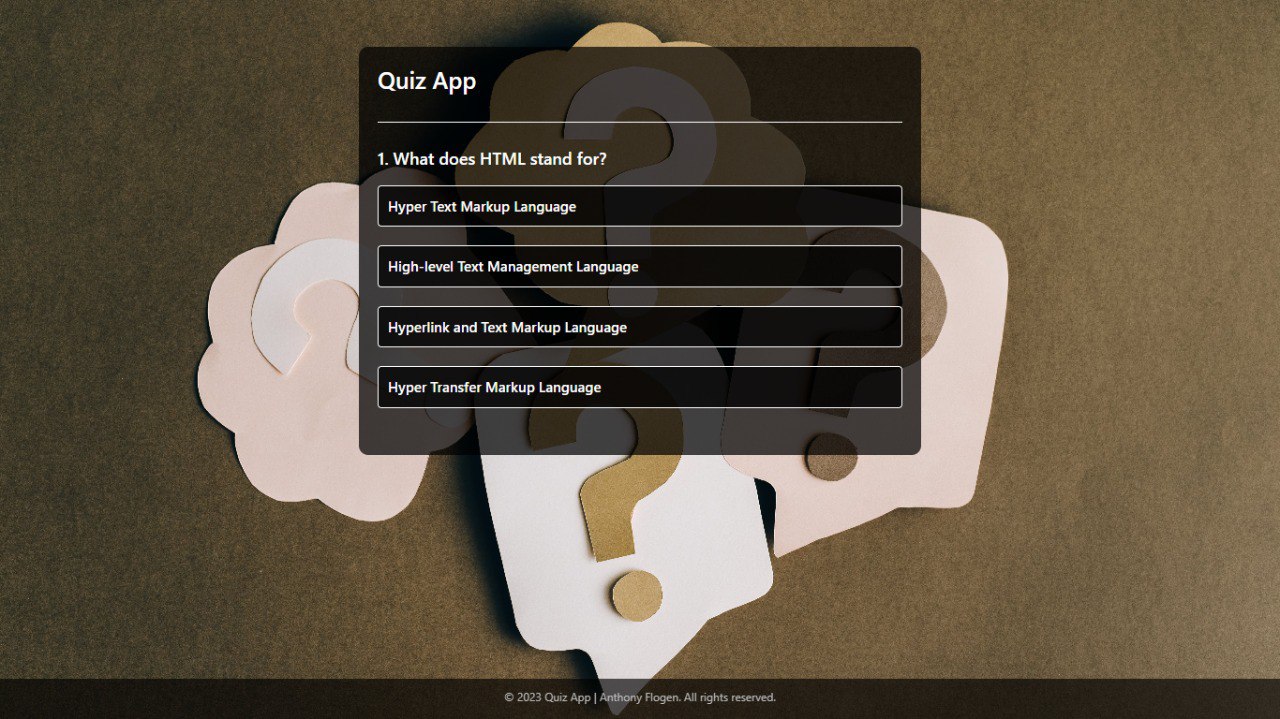 Quiz App
1. What does HTML stand for?
Hyper Text Markup Language
High-level Text Management Language
Hyperlink and Text Markup Language
Hyper Transfer Markup Language
© 2023 Quiz App | Anthony Flogen. All rights reserved.